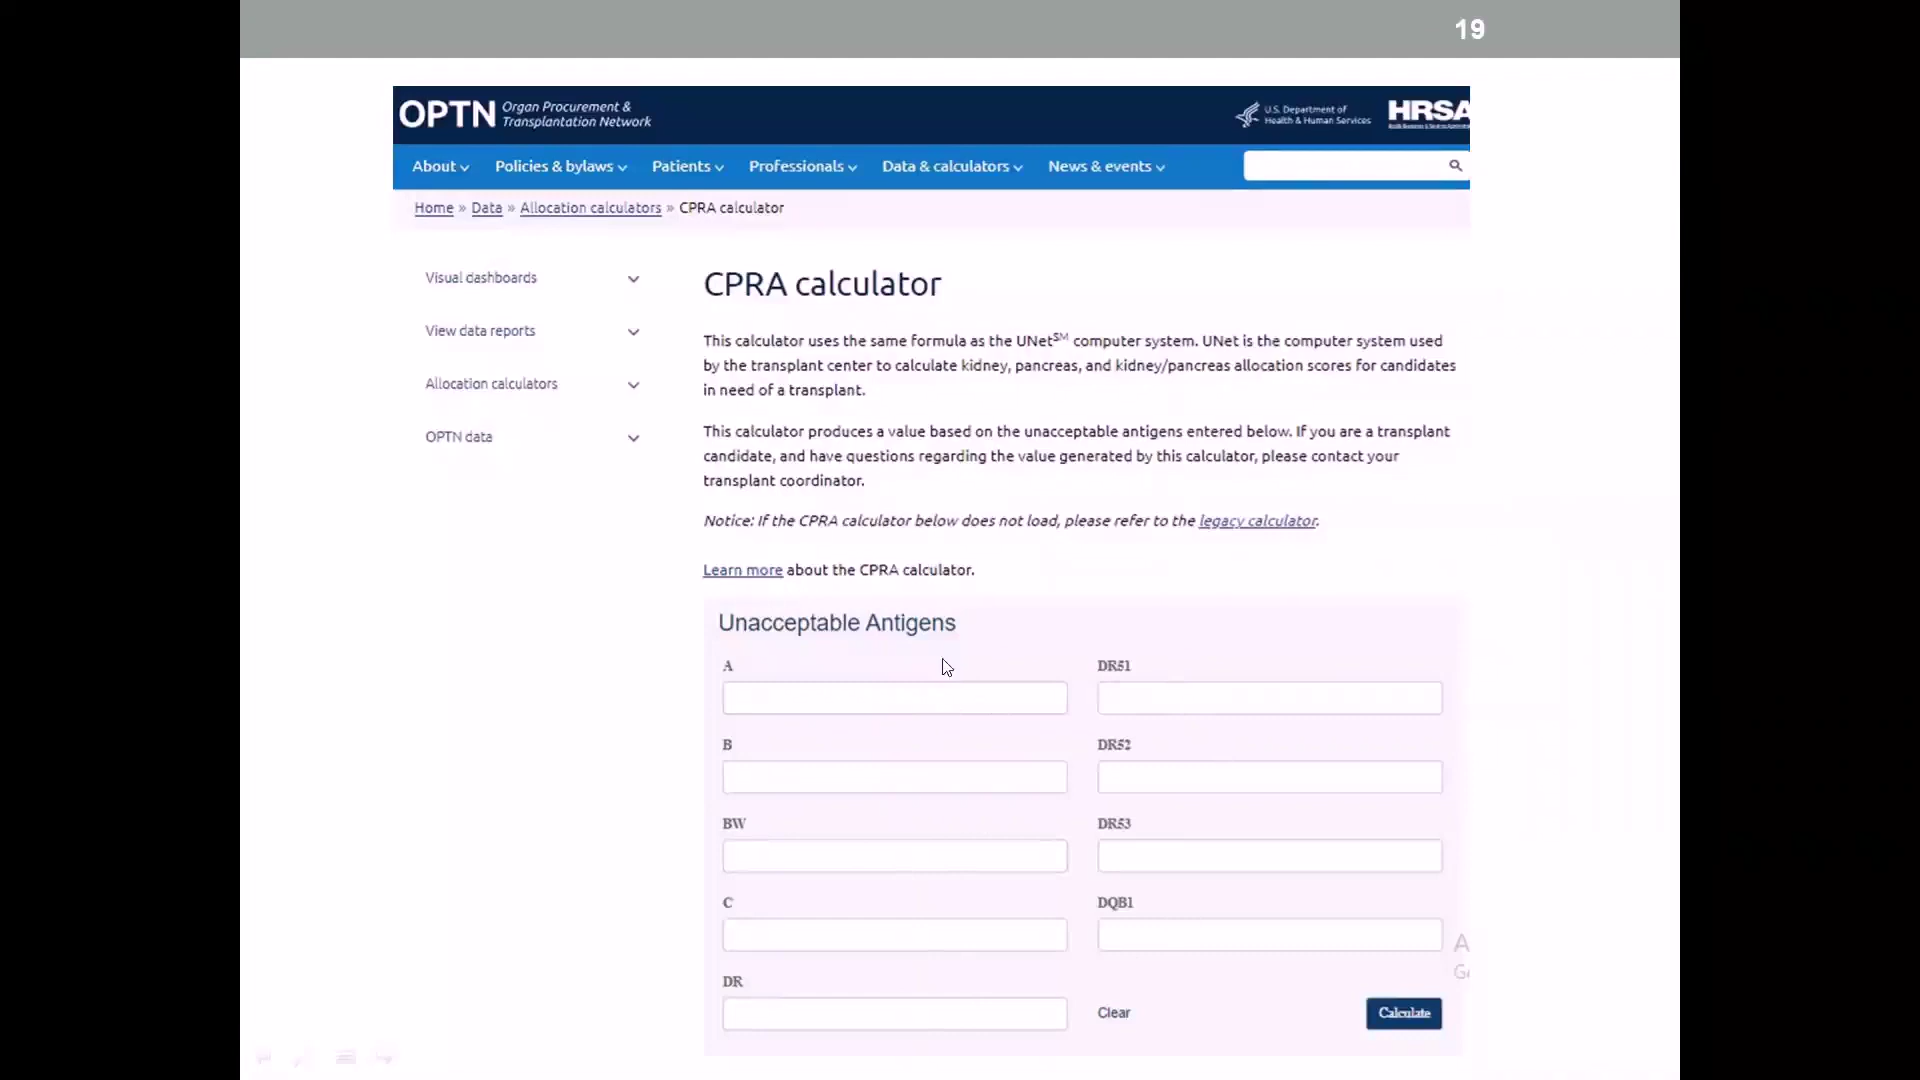 19
OPTN Organ Procurement &
Transplantation Network
U.S. Department of
Health & Human Services
HRSA
About
Policies & bylaws
Patients
Professionals
Data & calculators
News & events
Home » Data » Allocation calculators » CPRA calculator
Visual dashboards
View data reports
Allocation calculators
OPTN data
CPRA calculator
This calculator uses the same formula as the UNetSM computer system. UNet is the computer system used
by the transplant center to calculate kidney, pancreas, and kidney/pancreas allocation scores for candidates
in need of a transplant.
This calculator produces a value based on the unacceptable antigens entered below. If you are a transplant
candidate, and have questions regarding the value generated by this calculator, please contact your
transplant coordinator.
Notice: If the CPRA calculator below does not load, please refer to the legacy calculator.
Learn more about the CPRA calculator.
Unacceptable Antigens
A
DR51
B
DR52
BW
DR53
C
DQB1
DR
Clear
Calculate